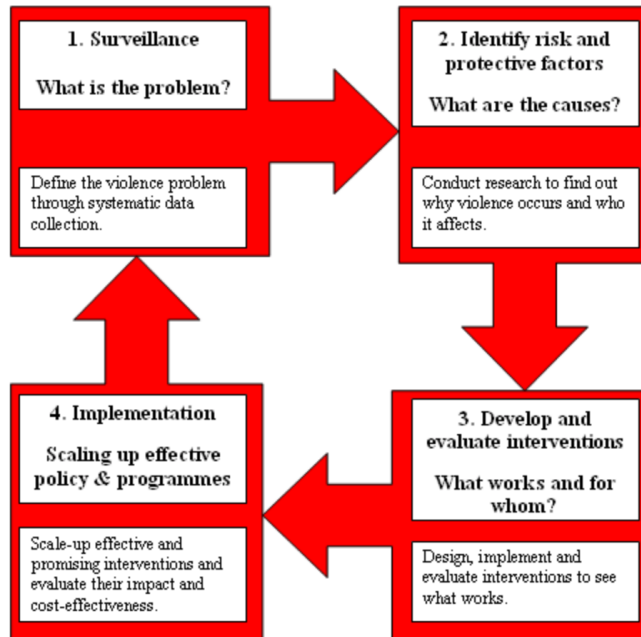 1. Surveillance
What is the problem?
Define the violence problem
through systematic data
collection.
2. Identify risk and
protective factors
What are the causes?
Conduct research to find out
why violence occurs and who
it affects.
3. Develop and
evaluate interventions
What works and for
whom?
Design, implement and
evaluate interventions to see
what works.
4. Implementation
Scaling up effective
policy & programmes
Scale-up effective and
promising interventions and
evaluate their impact and
cost-effectiveness.